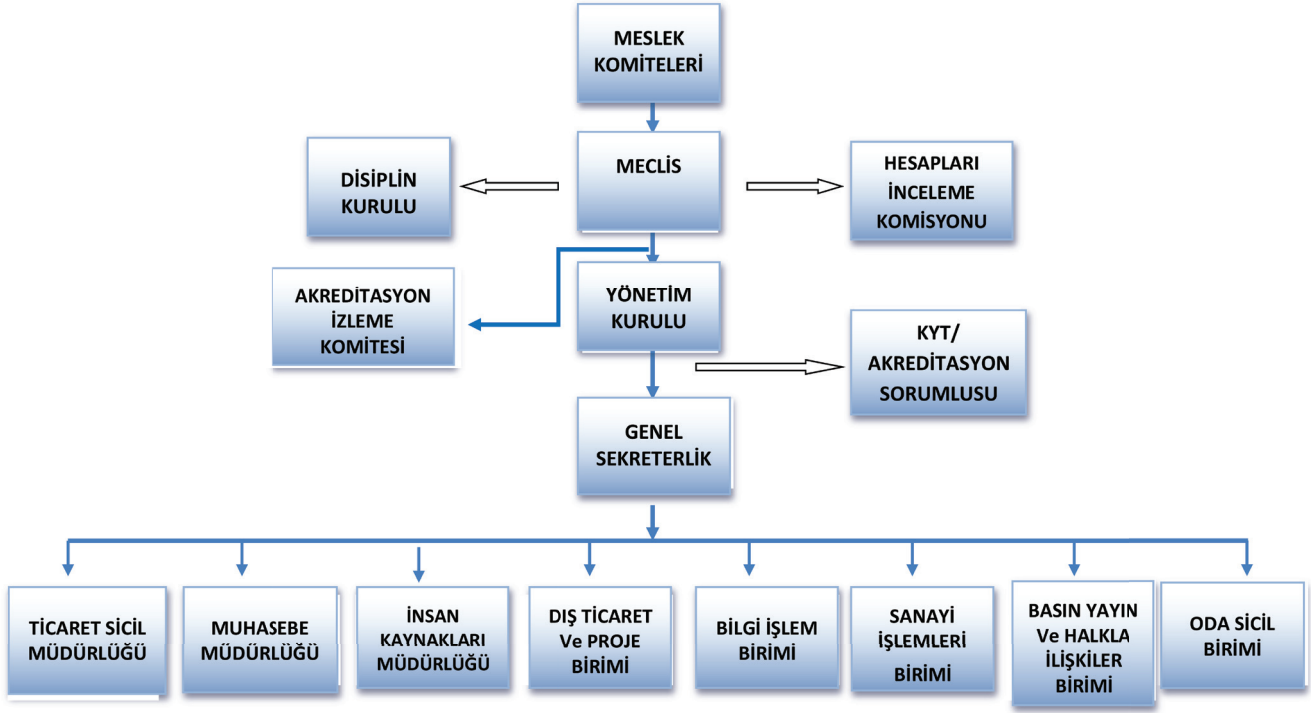 MESLEK
KOMİTELERİ
MECLİS
DİSİPLİN
KURULU
HESAPLARI
İNCELEME
KOMİSYONU
AKREDİTASYON
İZLEME
KOMİTESİ
YÖNETİM
KURULU
KYT/
AKREDİTASYON
SORUMLUSU
GENEL
SEKRETERLİK
TİCARET SİCİL
MÜDÜRLÜĞÜ
MUHASEBE
MÜDÜRLÜĞÜ
İNSAN
KAYNAKLARI
MÜDÜRLÜĞÜ
DIŞ TİCARET
Ve PROJE
BİRİMİ
BİLGİ İŞLEM
BİRİMİ
SANAYİ
İŞLEMLERİ
BİRİMİ
BASIN YAYIN
Ve HALKLA
İLİŞKİLER
BİRİMİ
ODA SİCİL
BİRİMİ